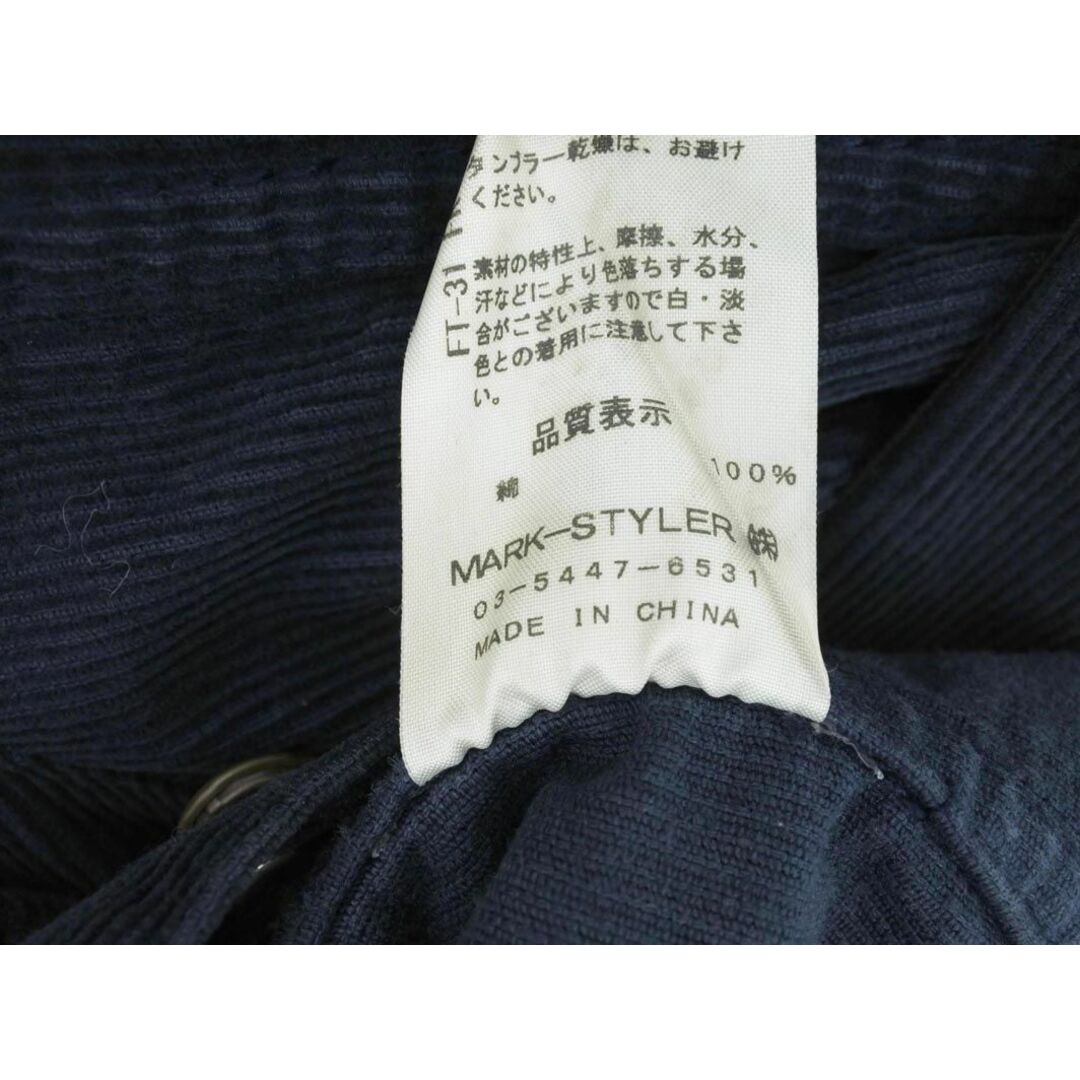 タンブラー乾燥は、お避け
ください。
素材の特性上、摩擦、水分、
汗などにより色落ちする場
合がございますので白・淡
色との着用に注意して下さ
い。
FT-31
品質表示
綿 100%
MARK-STYLER ㈱
03-5447-6531
MADE IN CHINA